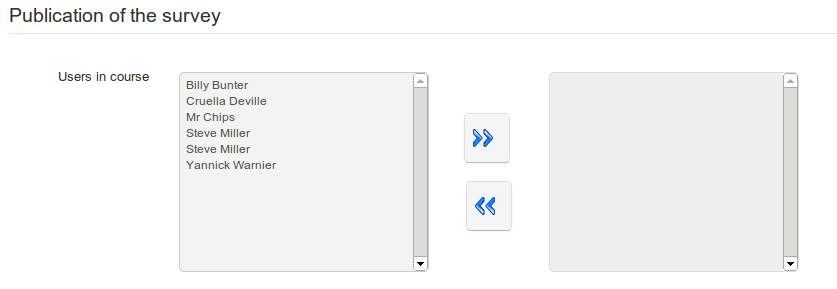 Publication of the survey
Users in course
Billy Bunter
Cruella Deville
Mr Chips
Steve Miller
Steve Miller
Yannick Warnier